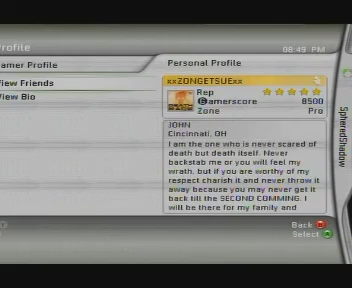 Profile
08:49 PM
Gamer Profile
Personal Profile
View Friends
View Bio
xxZONGETSUExx
Rep
Gamerscore 8500
Zone Pro
JOHN
Cincinnati, OH
I am the one who is never scared of
death but death itself. Never
backstab me or you will feel my
wrath, but if you are worthy of my
respect charish it and never throw it
away because you may never get it
back till the SECOND COMMING. I
will be there for my family and
SpheredShadow
Back B
Select A